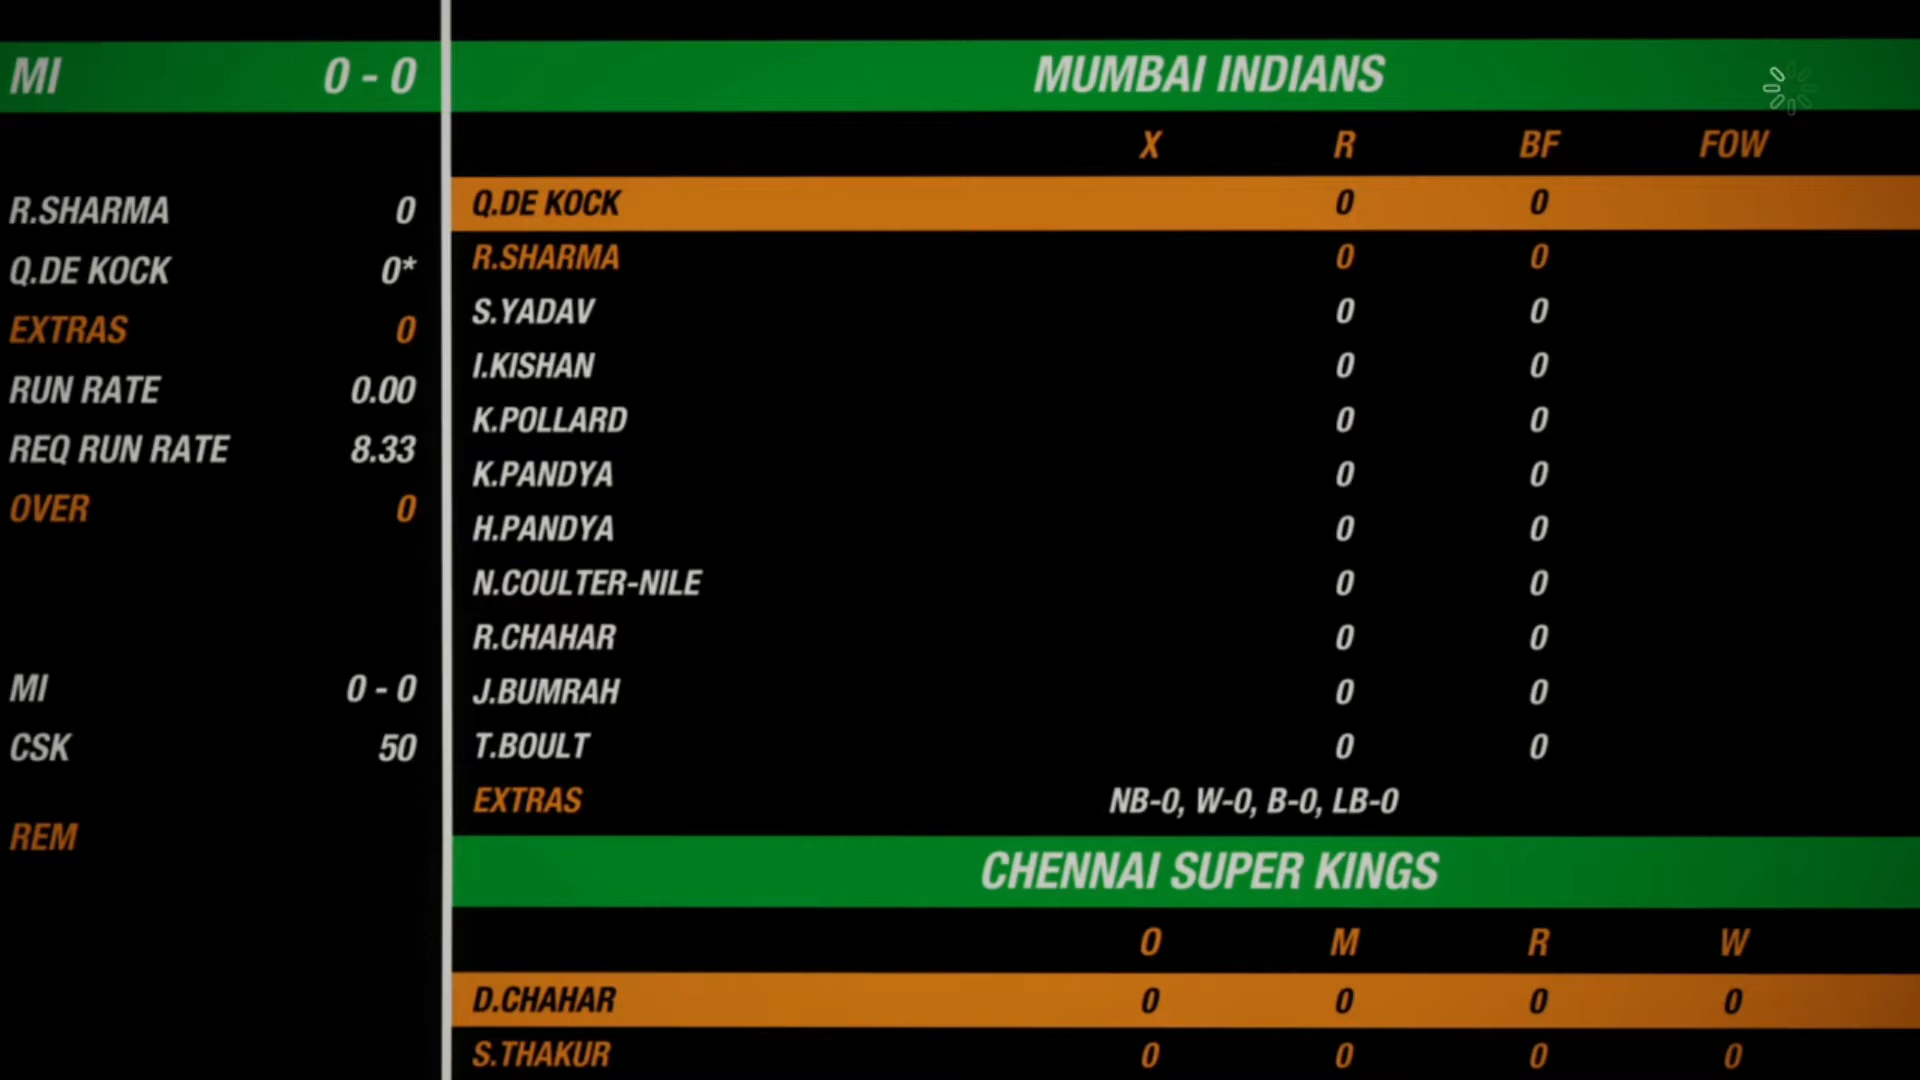 MI 0 - 0
R.SHARMA 0
Q.DE KOCK 0*
EXTRAS 0
RUN RATE 0.00
REQ RUN RATE 8.33
OVER 0
MI 0 - 0
CSK 50
REM
MUMBAI INDIANS
X R BF FOW
Q.DE KOCK 0 0
R.SHARMA 0 0
S.YADAV 0 0
I.KISHAN 0 0
K.POLLARD 0 0
K.PANDYA 0 0
H.PANDYA 0 0
N.COULTER-NILE 0 0
R.CHAHAR 0 0
J.BUMRAH 0 0
T.BOULT 0 0
EXTRAS NB-0, W-0, B-0, LB-0
CHENNAI SUPER KINGS
O M R W
D.CHAHAR 0 0 0 0
S.THAKUR 0 0 0 0